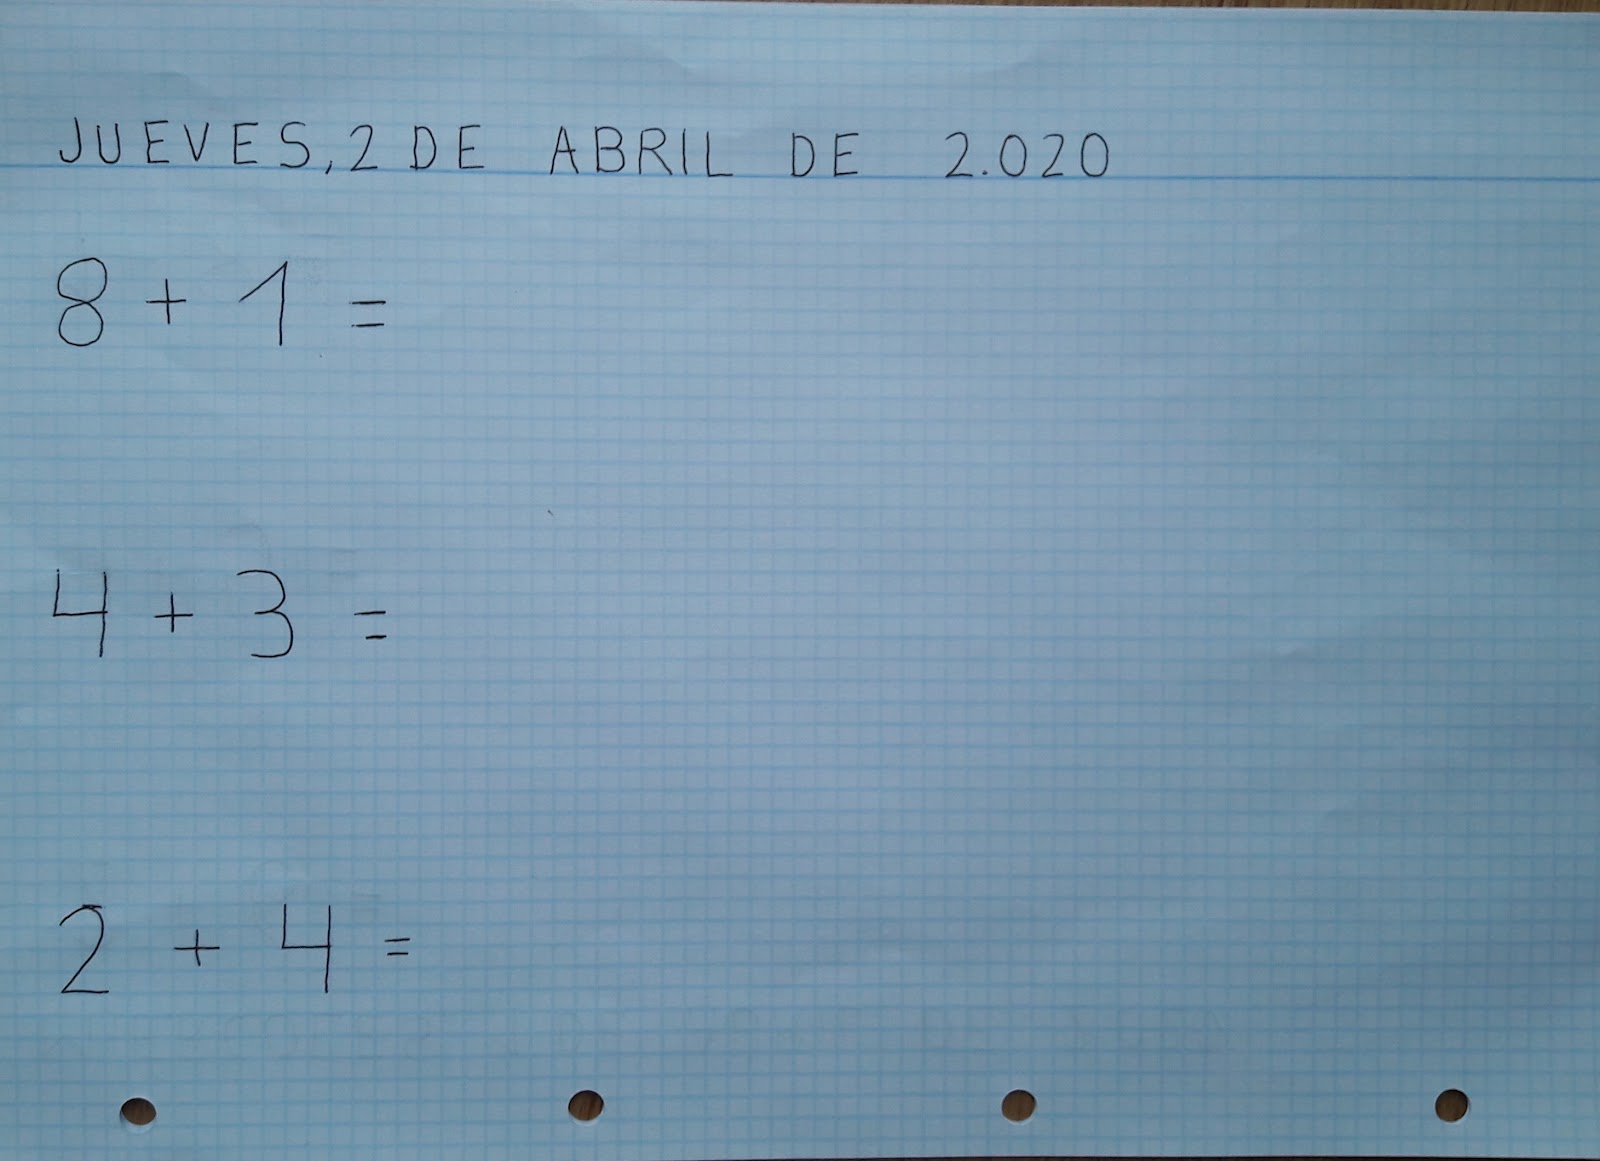 JUEVES, 2 DE ABRIL DE 2.020
8 + 1 =
4 + 3 =
2 + 4 =